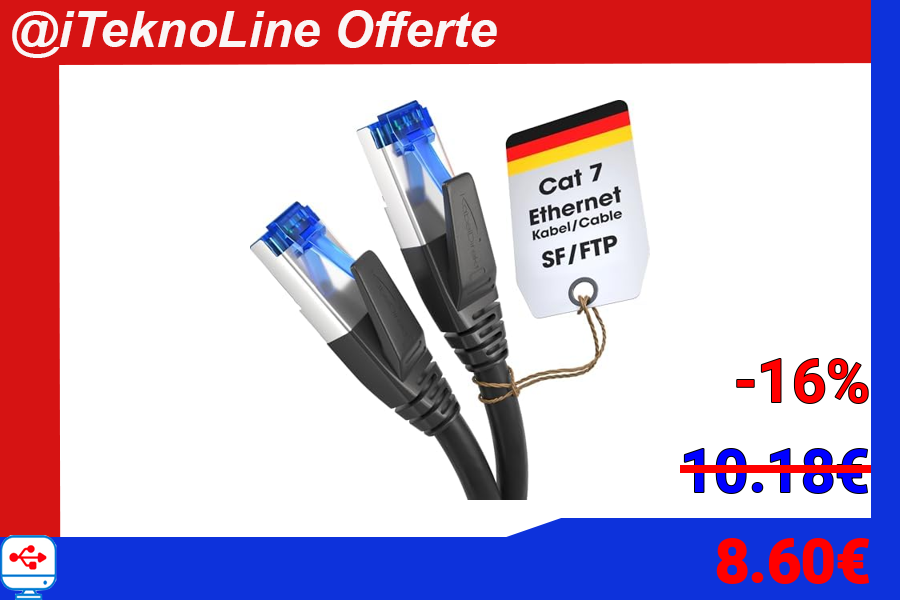 @iTeknoLine Offerte
Cat 7
Ethernet
Kabel/Cable
SF/FTP
-16%
10.18€
8.60€